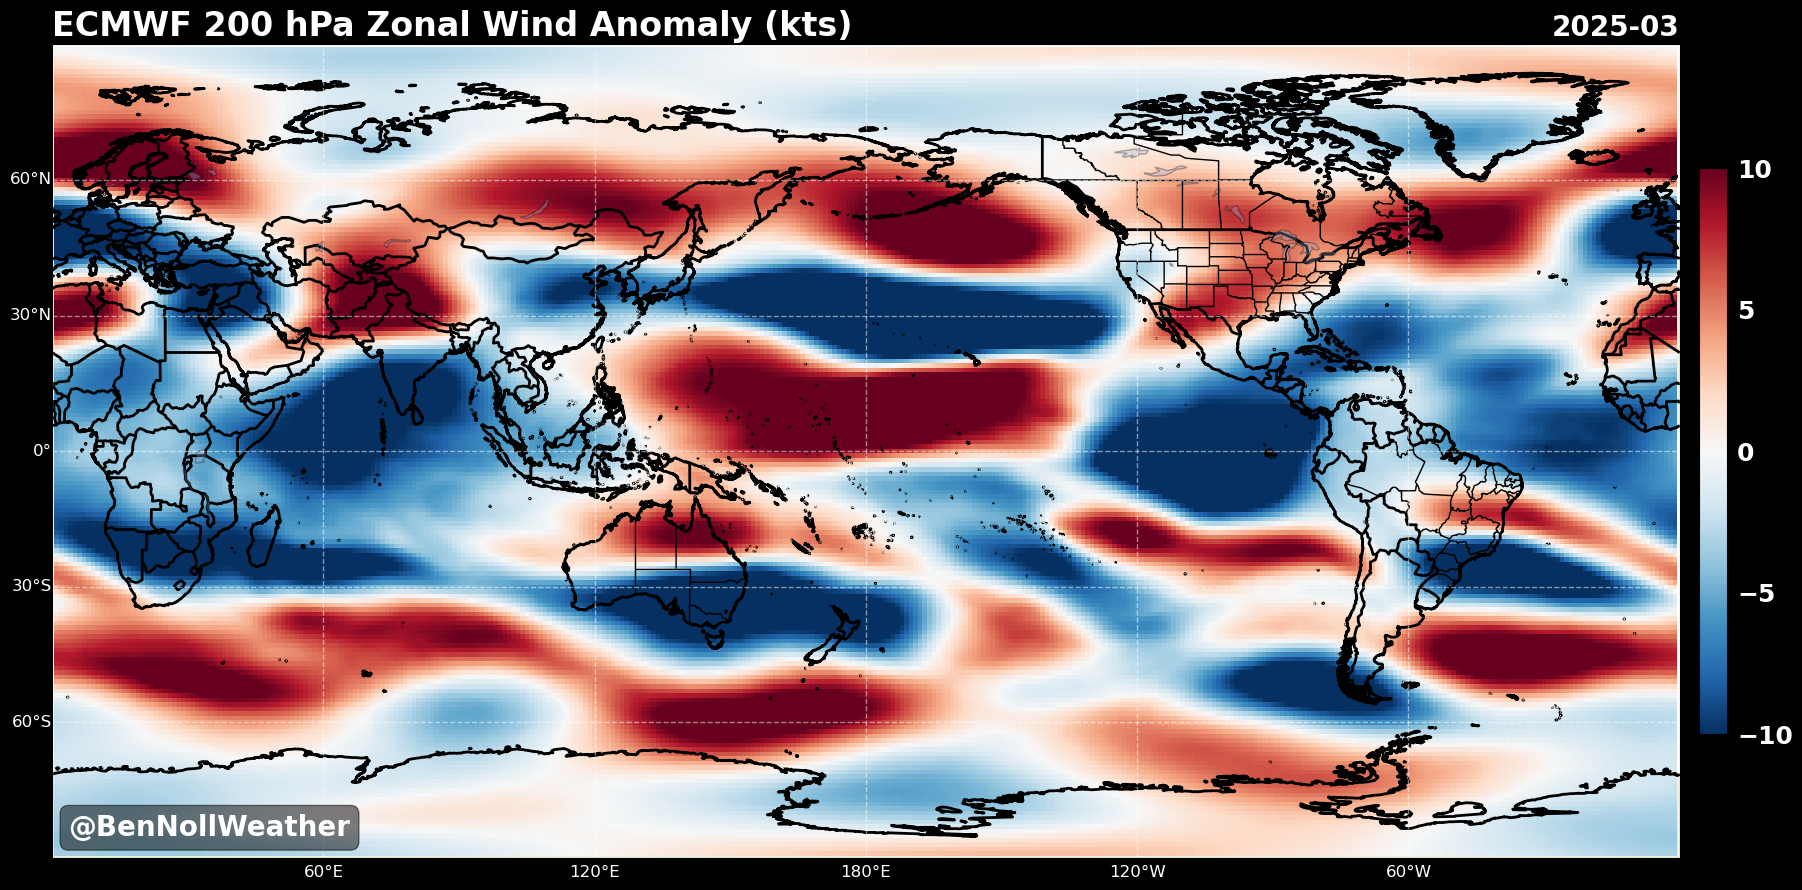 ECMWF 200 hPa Zonal Wind Anomaly (kts)
2025-03
60°N
30°N
0°
30°S
60°S
60°E
120°E
180°E
120°W
60°W
10
5
0
−5
−10
@BenNollWeather